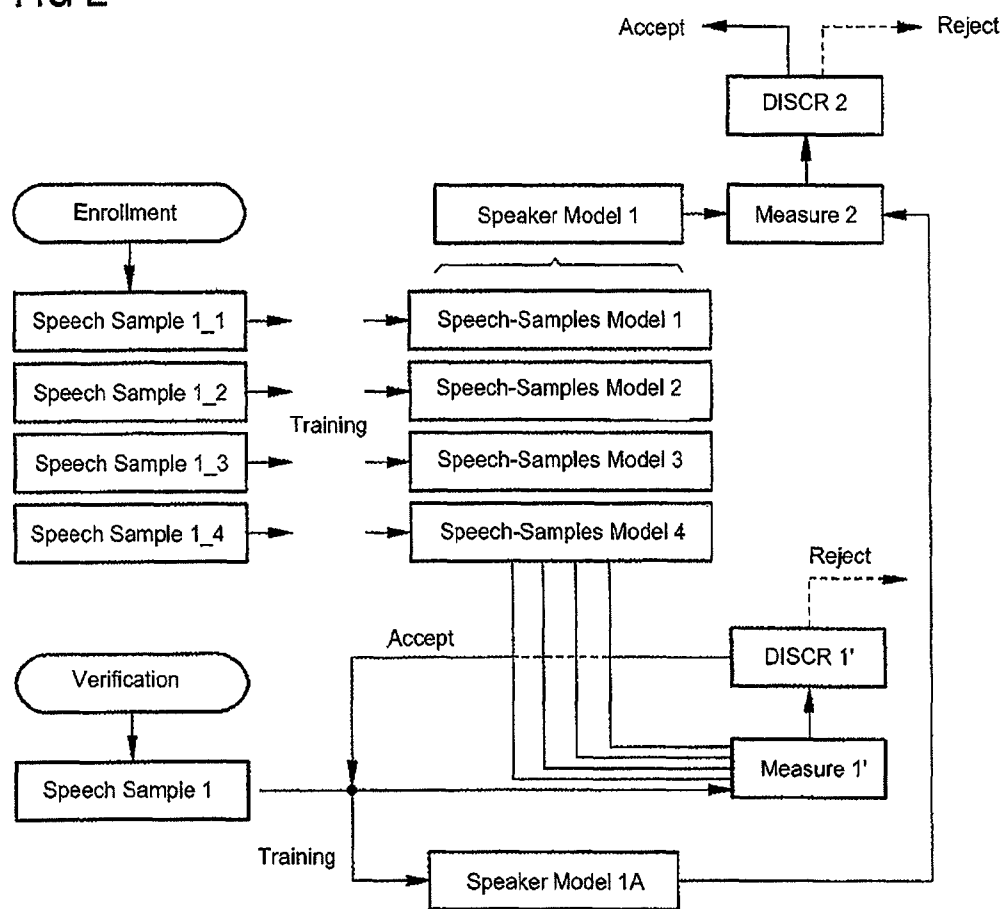 Accept
Reject
DISCR 2
Enrollment
Speaker Model 1
Measure 2
Speech Sample 1_1
Speech-Samples Model 1
Speech Sample 1_2
Speech-Samples Model 2
Training
Speech Sample 1_3
Speech-Samples Model 3
Speech Sample 1_4
Speech-Samples Model 4
Reject
Accept
DISCR 1'
Verification
Speech Sample 1
Measure 1'
Training
Speaker Model 1A